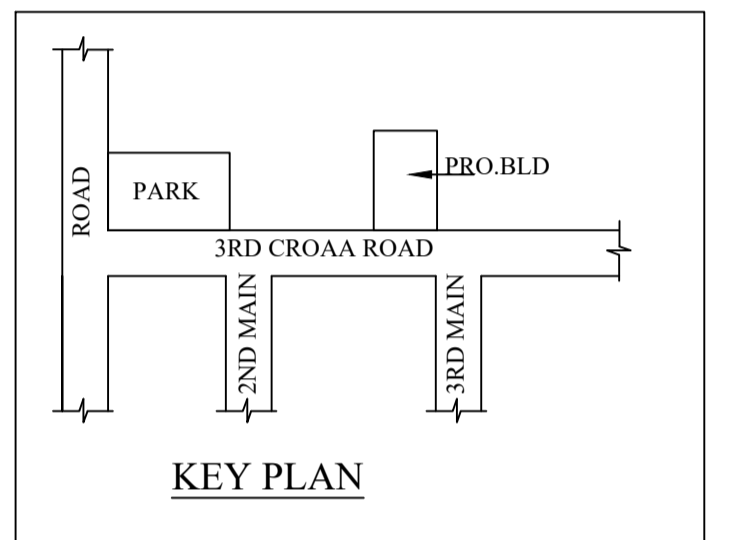 ROAD
PARK
PRO.BLD
3RD CROAA ROAD
2ND MAIN
3RD MAIN
KEY PLAN